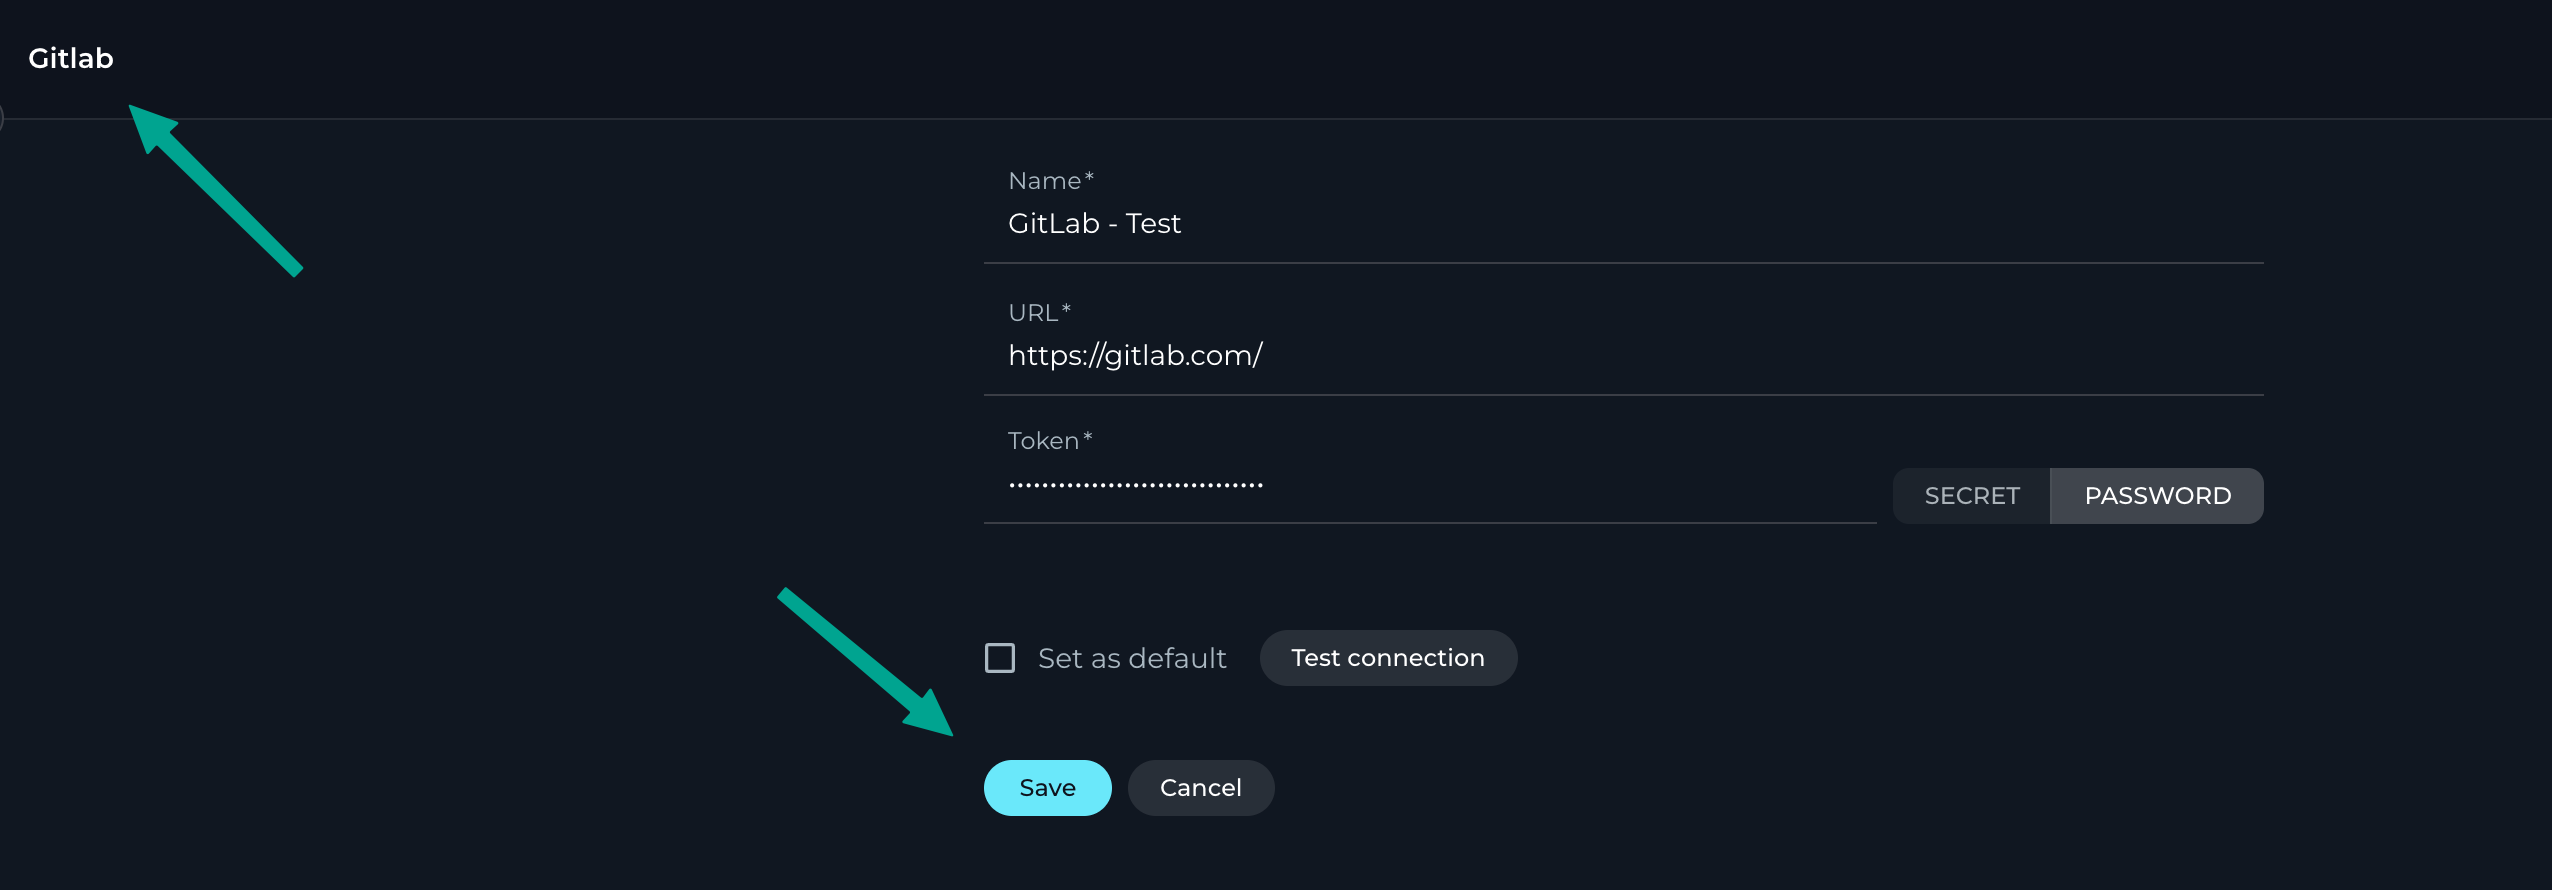 Gitlab
Name*
GitLab - Test
URL*
https://gitlab.com/
Token*
•••••••••••••••••••••••••••••••
SECRET PASSWORD
Set as default Test connection
Save Cancel